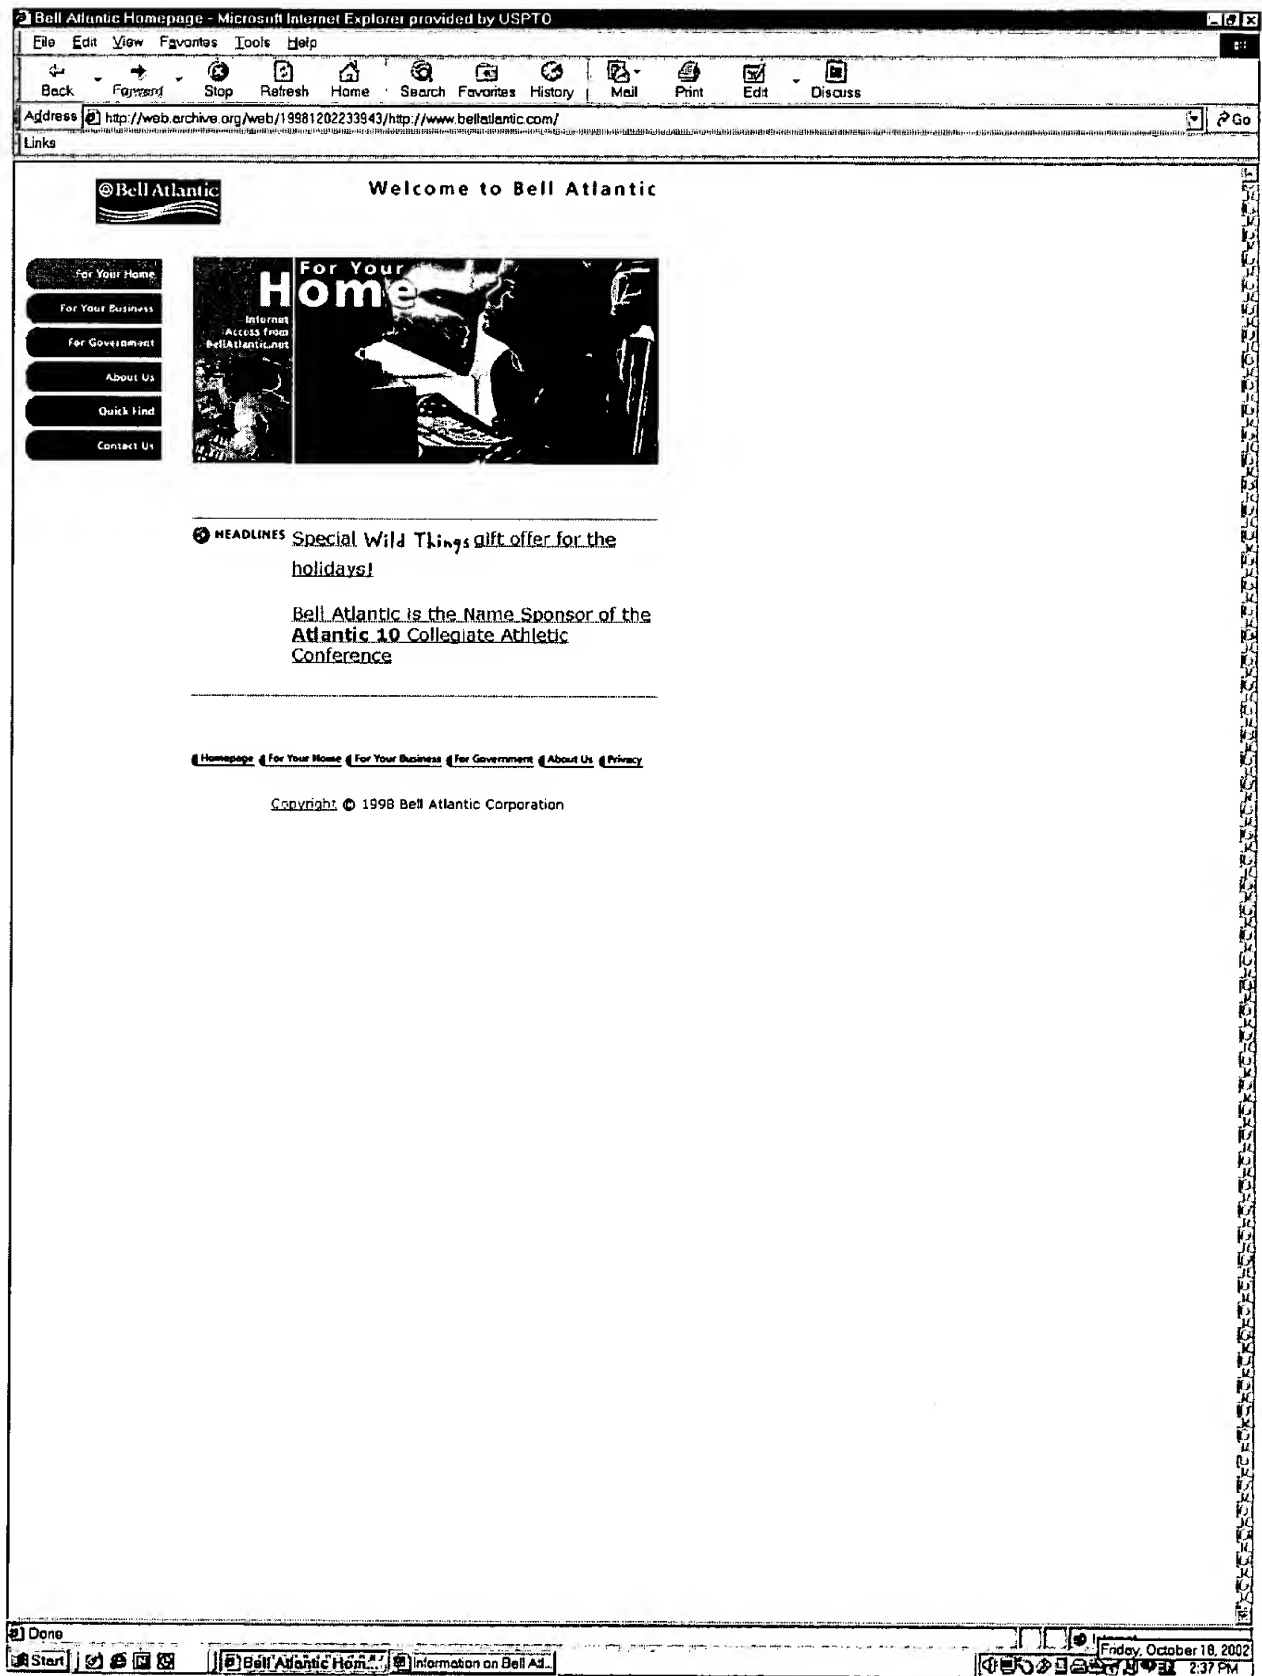 Bell Atlantic Homepage - Microsoft Internet Explorer provided by USPTO
File Edit View Favorites Tools Help
Back Forward Stop Refresh Home Search Favorites History Mail Print Edit Discuss
Address http://web.archive.org/web/19981202233943/http://www.bellatlantic.com/ Go
Links
@Bell Atlantic
Welcome to Bell Atlantic
For Your Home
For Your Business
For Government
About Us
Quick Find
Contact Us
For Your
Home
Internet
Access from
BellAtlantic.net
HEADLINES Special Wild Things gift offer for the
holidays!
Bell Atlantic is the Name Sponsor of the
Atlantic 10 Collegiate Athletic
Conference
Homepage For Your Home For Your Business For Government About Us Privacy
Copyright © 1998 Bell Atlantic Corporation
Done
Start Bell Atlantic Hom... Information on Bell At...
Friday, October 18, 2002
2:37 PM